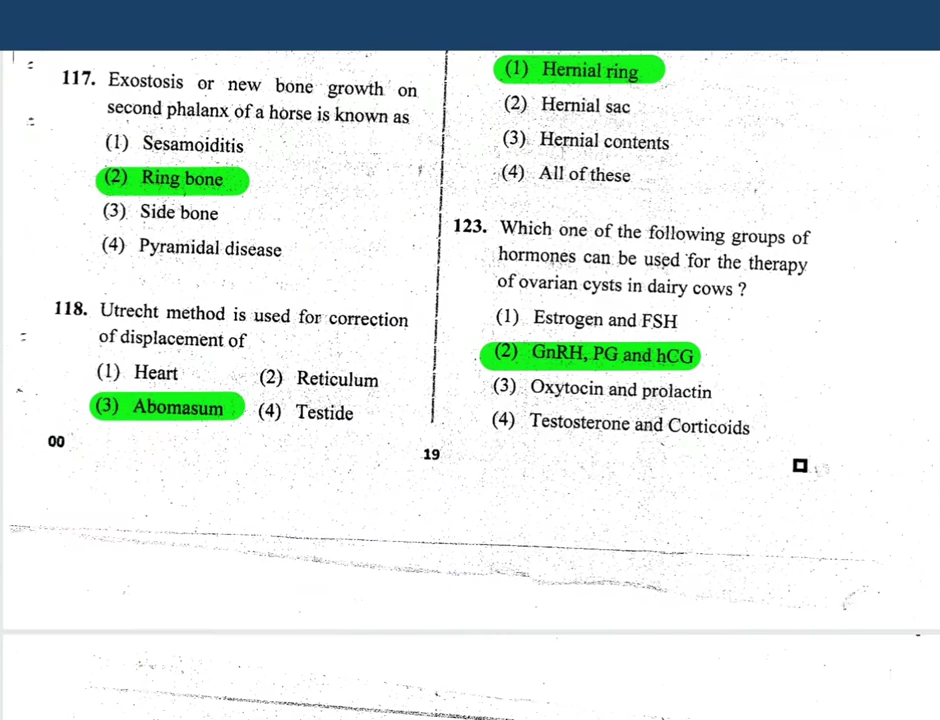 117. Exostosis or new bone growth on
second phalanx of a horse is known as
(1) Sesamoiditis
(2) Ring bone
(3) Side bone
(4) Pyramidal disease
118. Utrecht method is used for correction
of displacement of
(1) Heart (2) Reticulum
(3) Abomasum (4) Testide
00
(1) Hernial ring
(2) Hernial sac
(3) Hernial contents
(4) All of these
123. Which one of the following groups of
hormones can be used for the therapy
of ovarian cysts in dairy cows ?
(1) Estrogen and FSH
(2) GnRH, PG and hCG
(3) Oxytocin and prolactin
(4) Testosterone and Corticoids
19